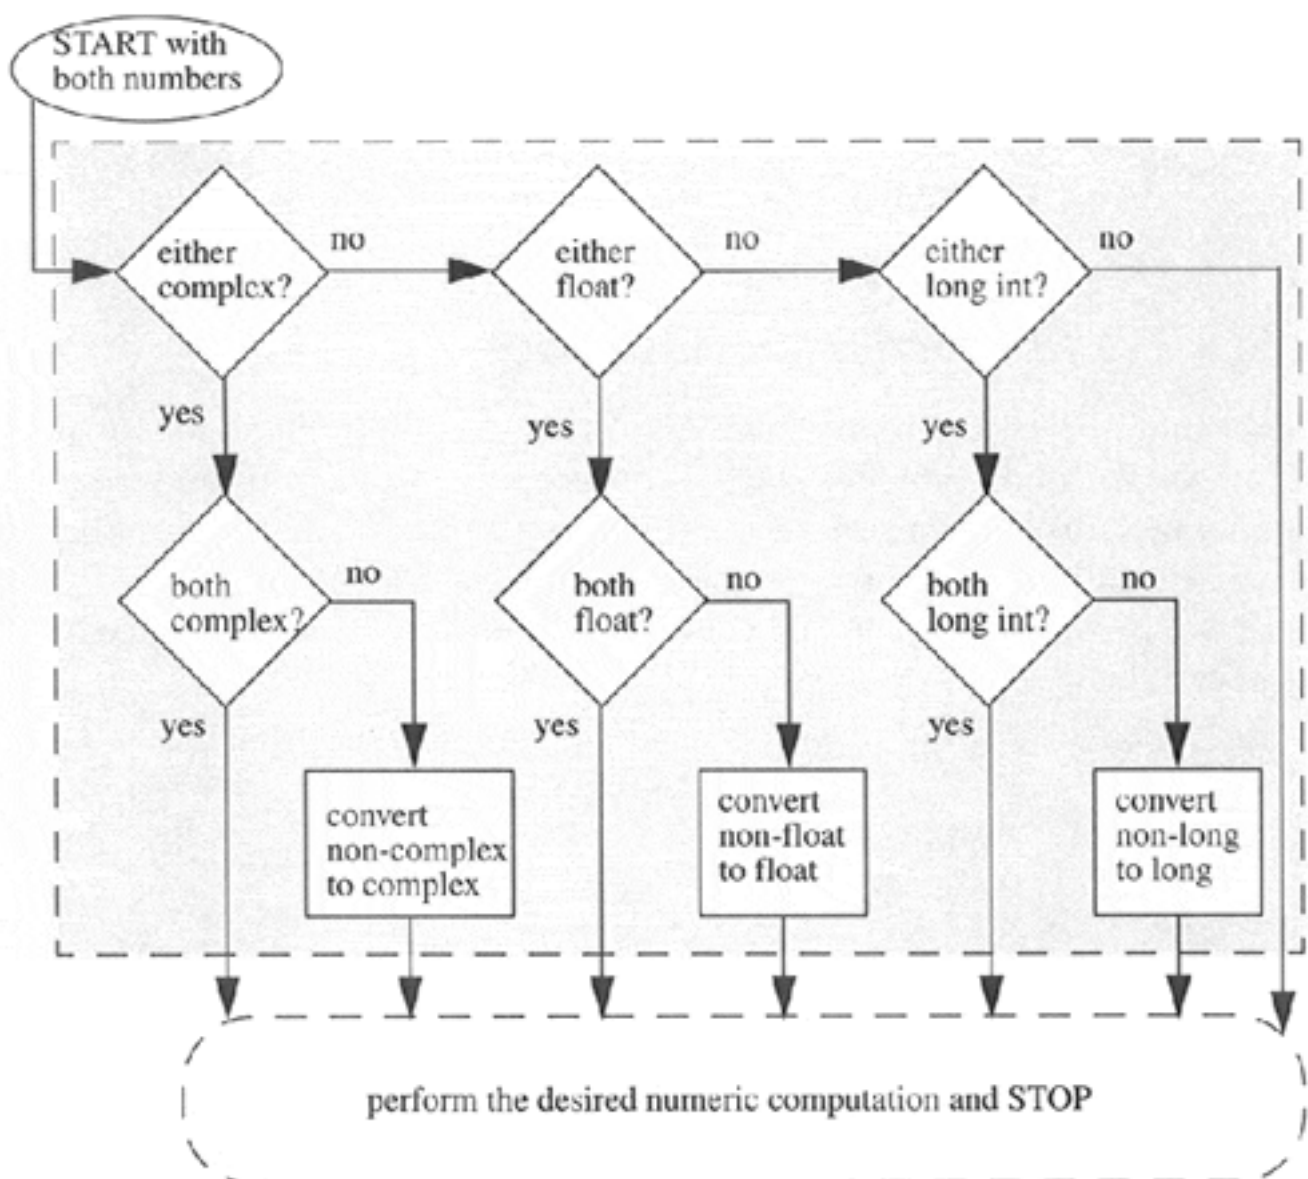 START with
both numbers
either
complex?
no
either
float?
no
either
long int?
no
yes
yes
yes
both
complex?
no
both
float?
no
both
long int?
no
yes
yes
yes
convert
non-complex
to complex
convert
non-float
to float
convert
non-long
to long
perform the desired numeric computation and STOP